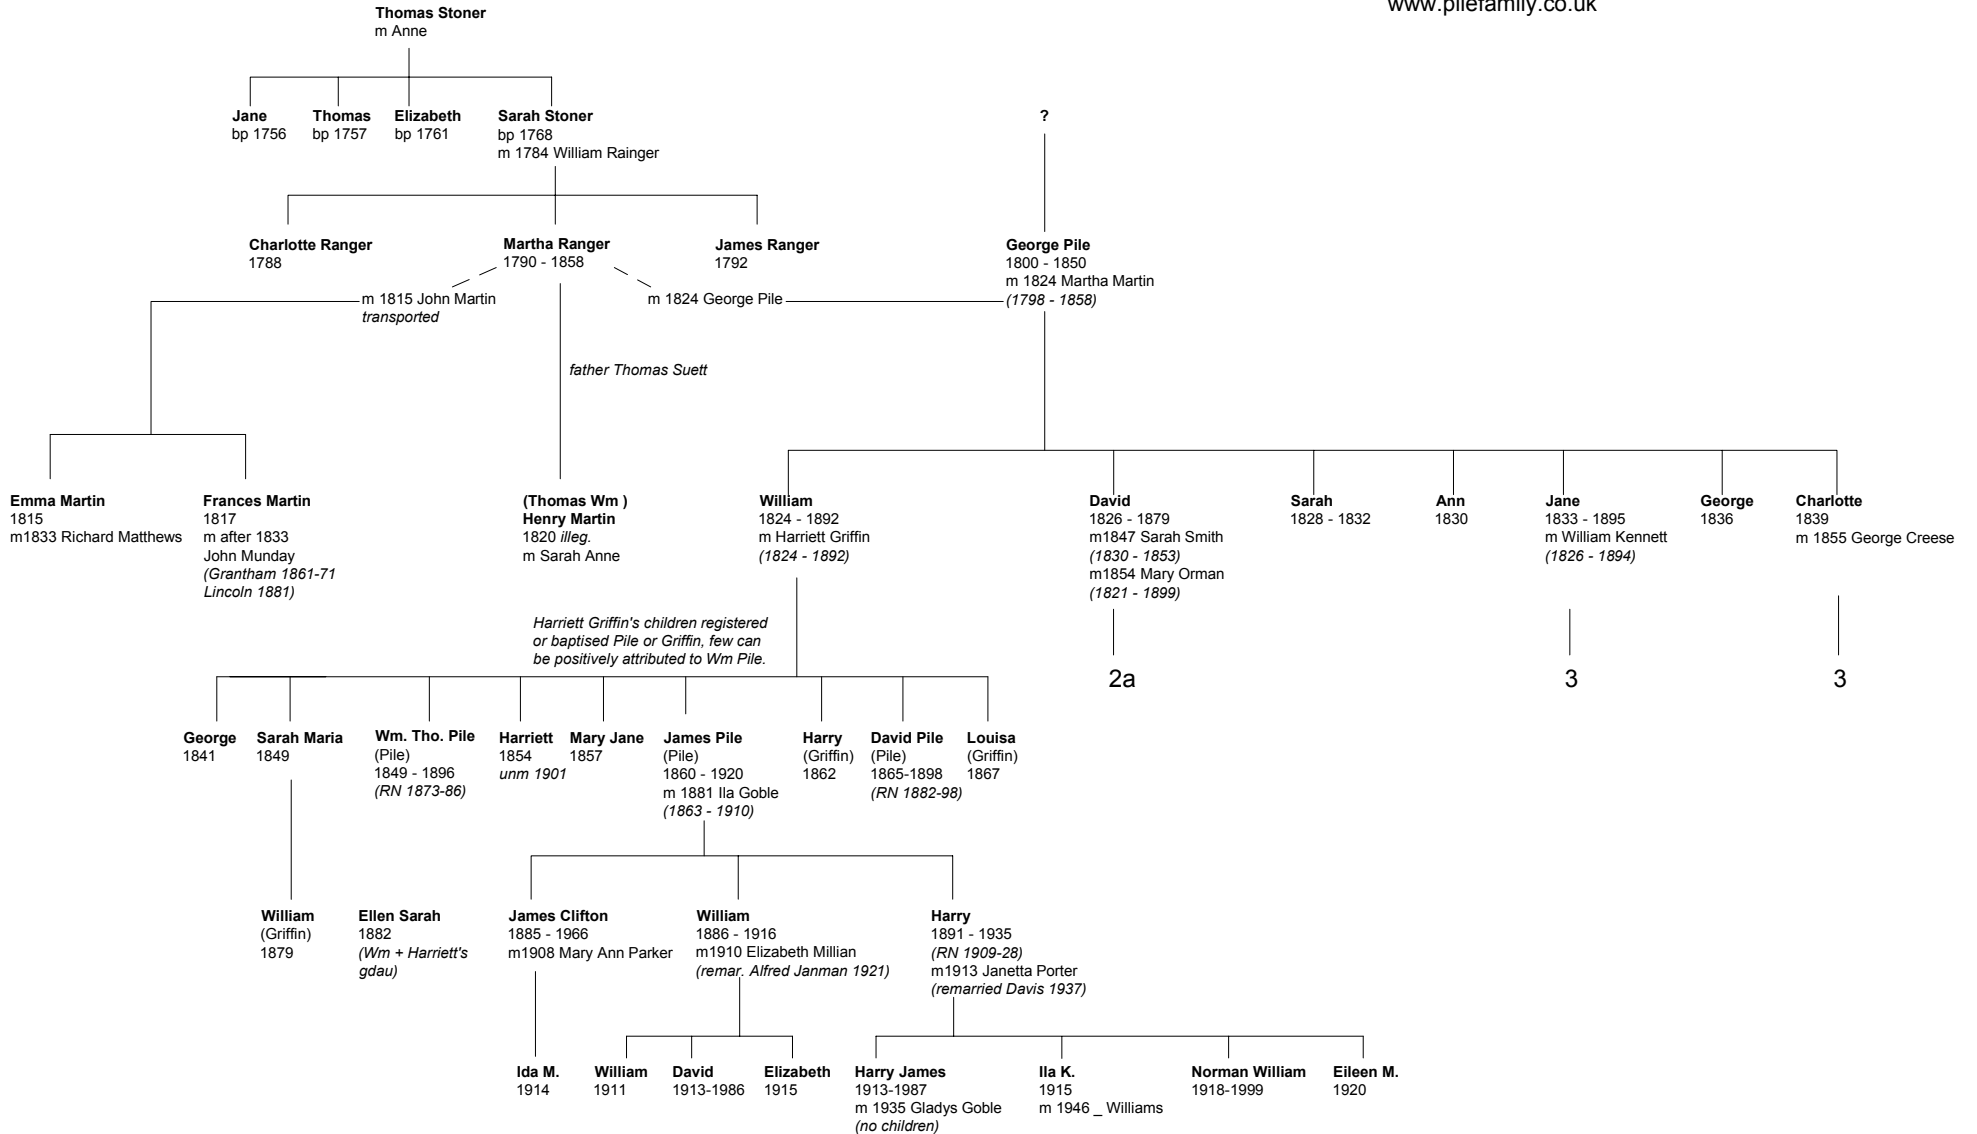 www.pilefamily.co.uk
Thomas Stoner
m Anne
Jane
bp 1756
Thomas
bp 1757
Elizabeth
bp 1761
Sarah Stoner
bp 1768
m 1784 William Rainger
?
Charlotte Ranger
1788
Martha Ranger
1790 - 1858
James Ranger
1792
George Pile
1800 - 1850
m 1824 Martha Martin
(1798 - 1858)
m 1815 John Martin
transported
m 1824 George Pile
father Thomas Suett
Emma Martin
1815
m1833 Richard Matthews
Frances Martin
1817
m after 1833
John Munday
(Grantham 1861-71
Lincoln 1881)
(Thomas Wm )
Henry Martin
1820 illeg.
m Sarah Anne
William
1824 - 1892
m Harriett Griffin
(1824 - 1892)
David
1826 - 1879
m1847 Sarah Smith
(1830 - 1853)
m1854 Mary Orman
(1821 - 1899)
Sarah
1828 - 1832
Ann
1830
Jane
1833 - 1895
m William Kennett
(1826 - 1894)
George
1836
Charlotte
1839
m 1855 George Creese
Harriett Griffin's children registered
or baptised Pile or Griffin, few can
be positively attributed to Wm Pile.
2a
3
3
George
1841
Sarah Maria
1849
Wm. Tho. Pile
(Pile)
1849 - 1896
(RN 1873-86)
Harriett
1854
unm 1901
Mary Jane
1857
James Pile
(Pile)
1860 - 1920
m 1881 Ila Goble
(1863 - 1910)
Harry
(Griffin)
1862
David Pile
(Pile)
1865-1898
(RN 1882-98)
Louisa
(Griffin)
1867
William
(Griffin)
1879
Ellen Sarah
1882
(Wm + Harriett's
gdau)
James Clifton
1885 - 1966
m1908 Mary Ann Parker
William
1886 - 1916
m1910 Elizabeth Millian
(remar. Alfred Janman 1921)
Harry
1891 - 1935
(RN 1909-28)
m1913 Janetta Porter
(remarried Davis 1937)
Ida M.
1914
William
1911
David
1913-1986
Elizabeth
1915
Harry James
1913-1987
m 1935 Gladys Goble
(no children)
Ila K.
1915
m 1946 _ Williams
Norman William
1918-1999
Eileen M.
1920